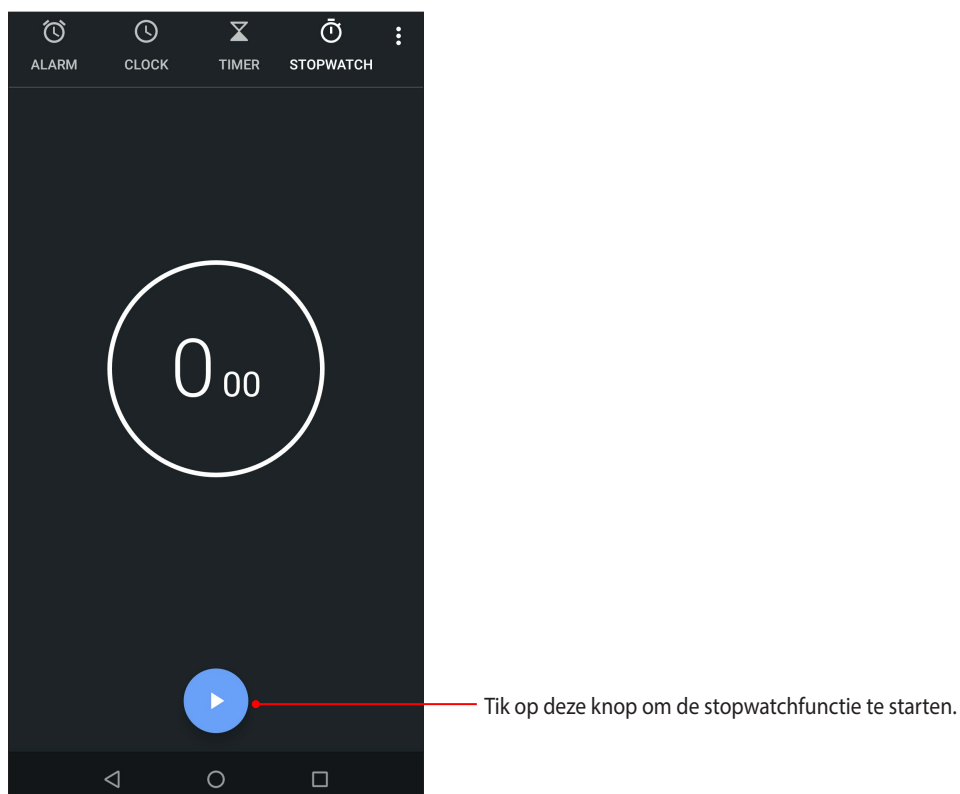 ALARM CLOCK TIMER STOPWATCH
0 00
Tik op deze knop om de stopwatchfunctie te starten.